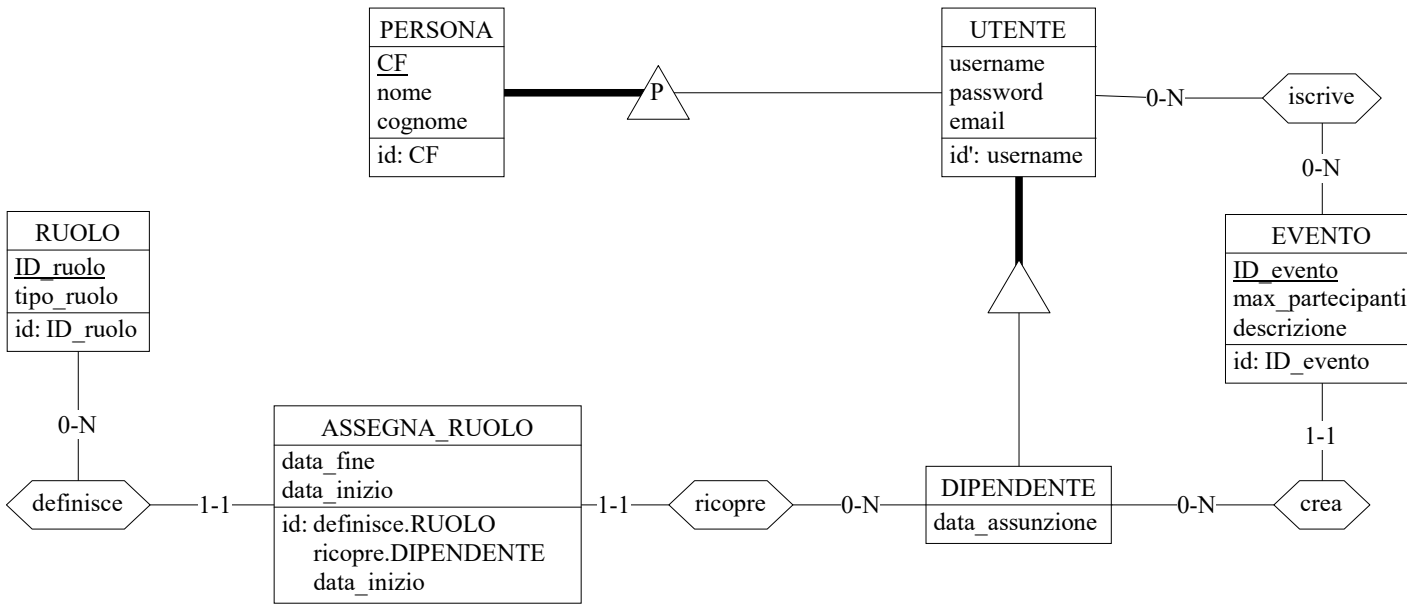 PERSONA
CF
nome
cognome
id: CF
P
UTENTE
username
password
email
id': username
0-N
iscrive
0-N
RUOLO
ID_ruolo
tipo_ruolo
id: ID_ruolo
EVENTO
ID_evento
max_partecipanti
descrizione
id: ID_evento
0-N
definisce
1-1
ASSEGNA_RUOLO
data_fine
data_inizio
id: definisce.RUOLO
ricopre.DIPENDENTE
data_inizio
1-1
ricopre
0-N
DIPENDENTE
data_assunzione
0-N
crea
1-1